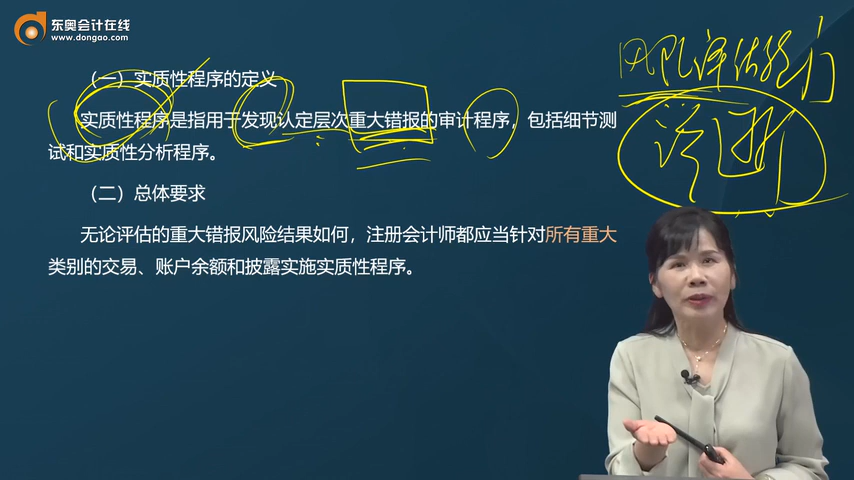 东奥会计在线
www.dongao.com
（一）实质性程序的定义
实质性程序是指用于发现认定层次重大错报的审计程序，包括细节测
试和实质性分析程序。
（二）总体要求
无论评估的重大错报风险结果如何，注册会计师都应当针对所有重大
类别的交易、账户余额和披露实施实质性程序。